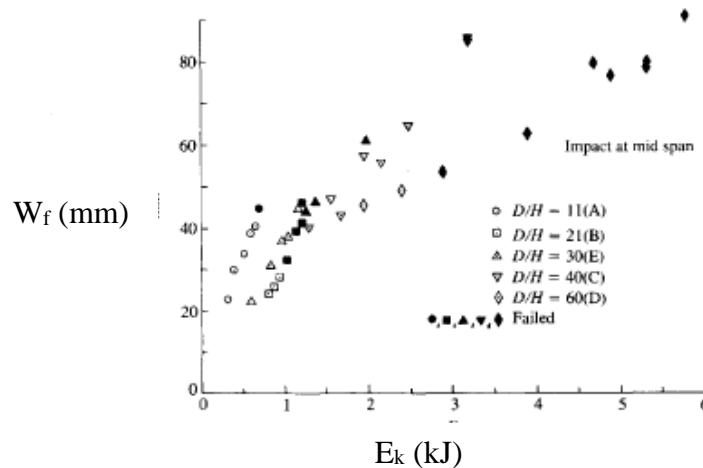 80
60
Impact at mid span
W_f (mm)
40
D/H = 11(A)
D/H = 21(B)
D/H = 30(E)
D/H = 40(C)
D/H = 60(D)
20
Failed
0
0 1 2 3 4 5 6
E_k (kJ)